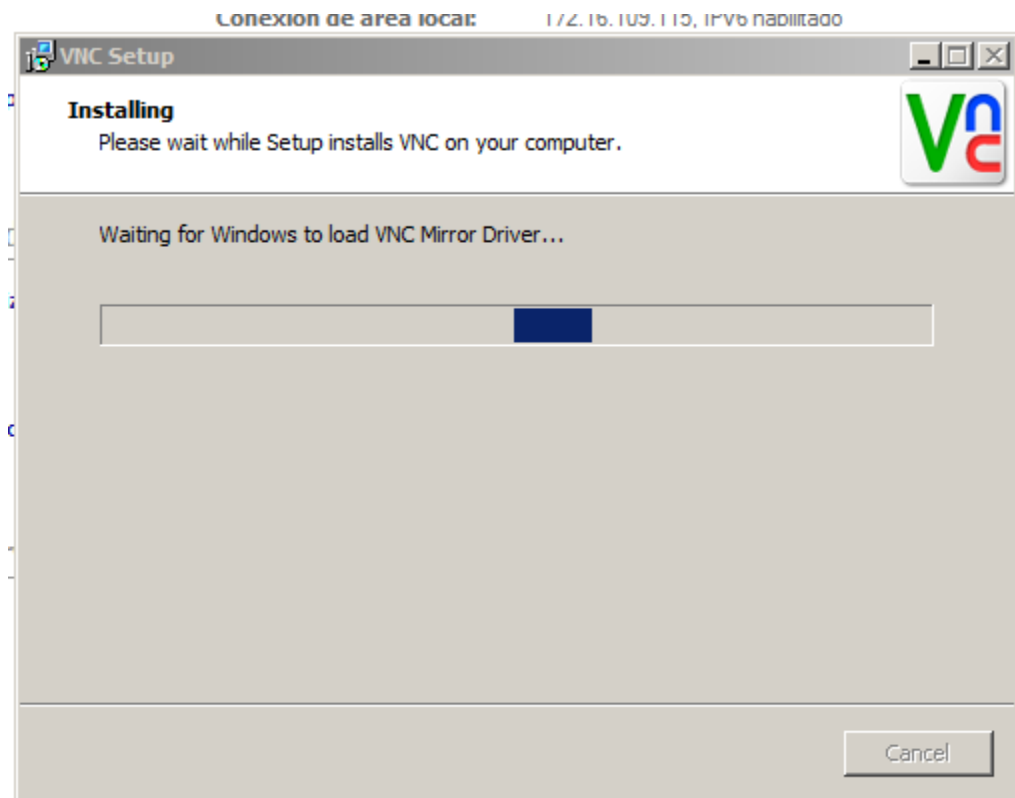 Conexión de área local: 172.16.109.115, IPv6 habilitado
VNC Setup
Installing
Please wait while Setup installs VNC on your computer.
Waiting for Windows to load VNC Mirror Driver...
Cancel